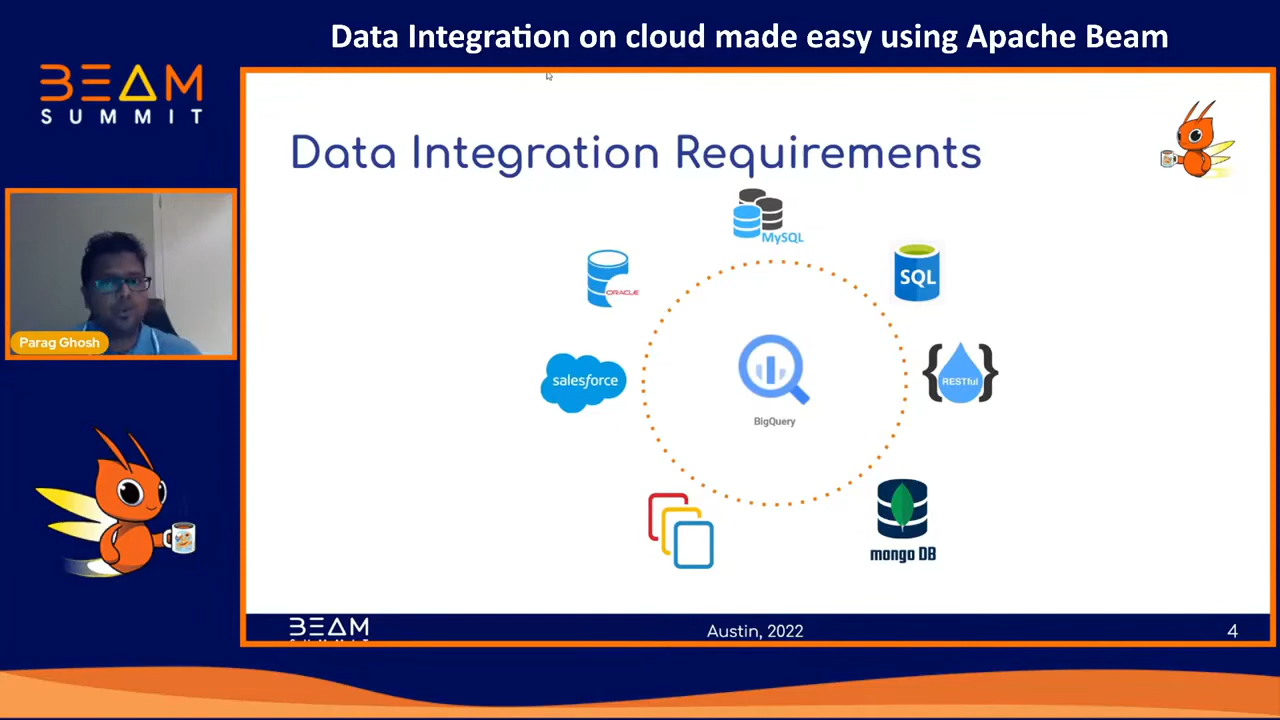 Data Integration on cloud made easy using Apache Beam
BEAM
SUMMIT
Data Integration Requirements
MySQL
ORACLE
SQL
salesforce
RESTful
BigQuery
mongo DB
Parag Ghosh
BEAM
Austin, 2022
4